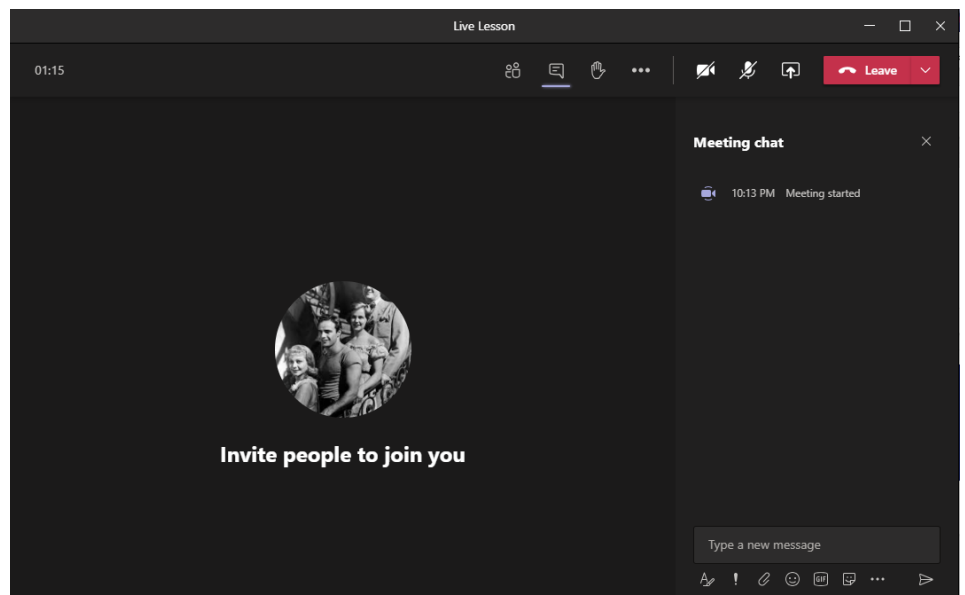 Live Lesson
01:15
Leave
Meeting chat
10:13 PM Meeting started
Invite people to join you
Type a new message
GIF